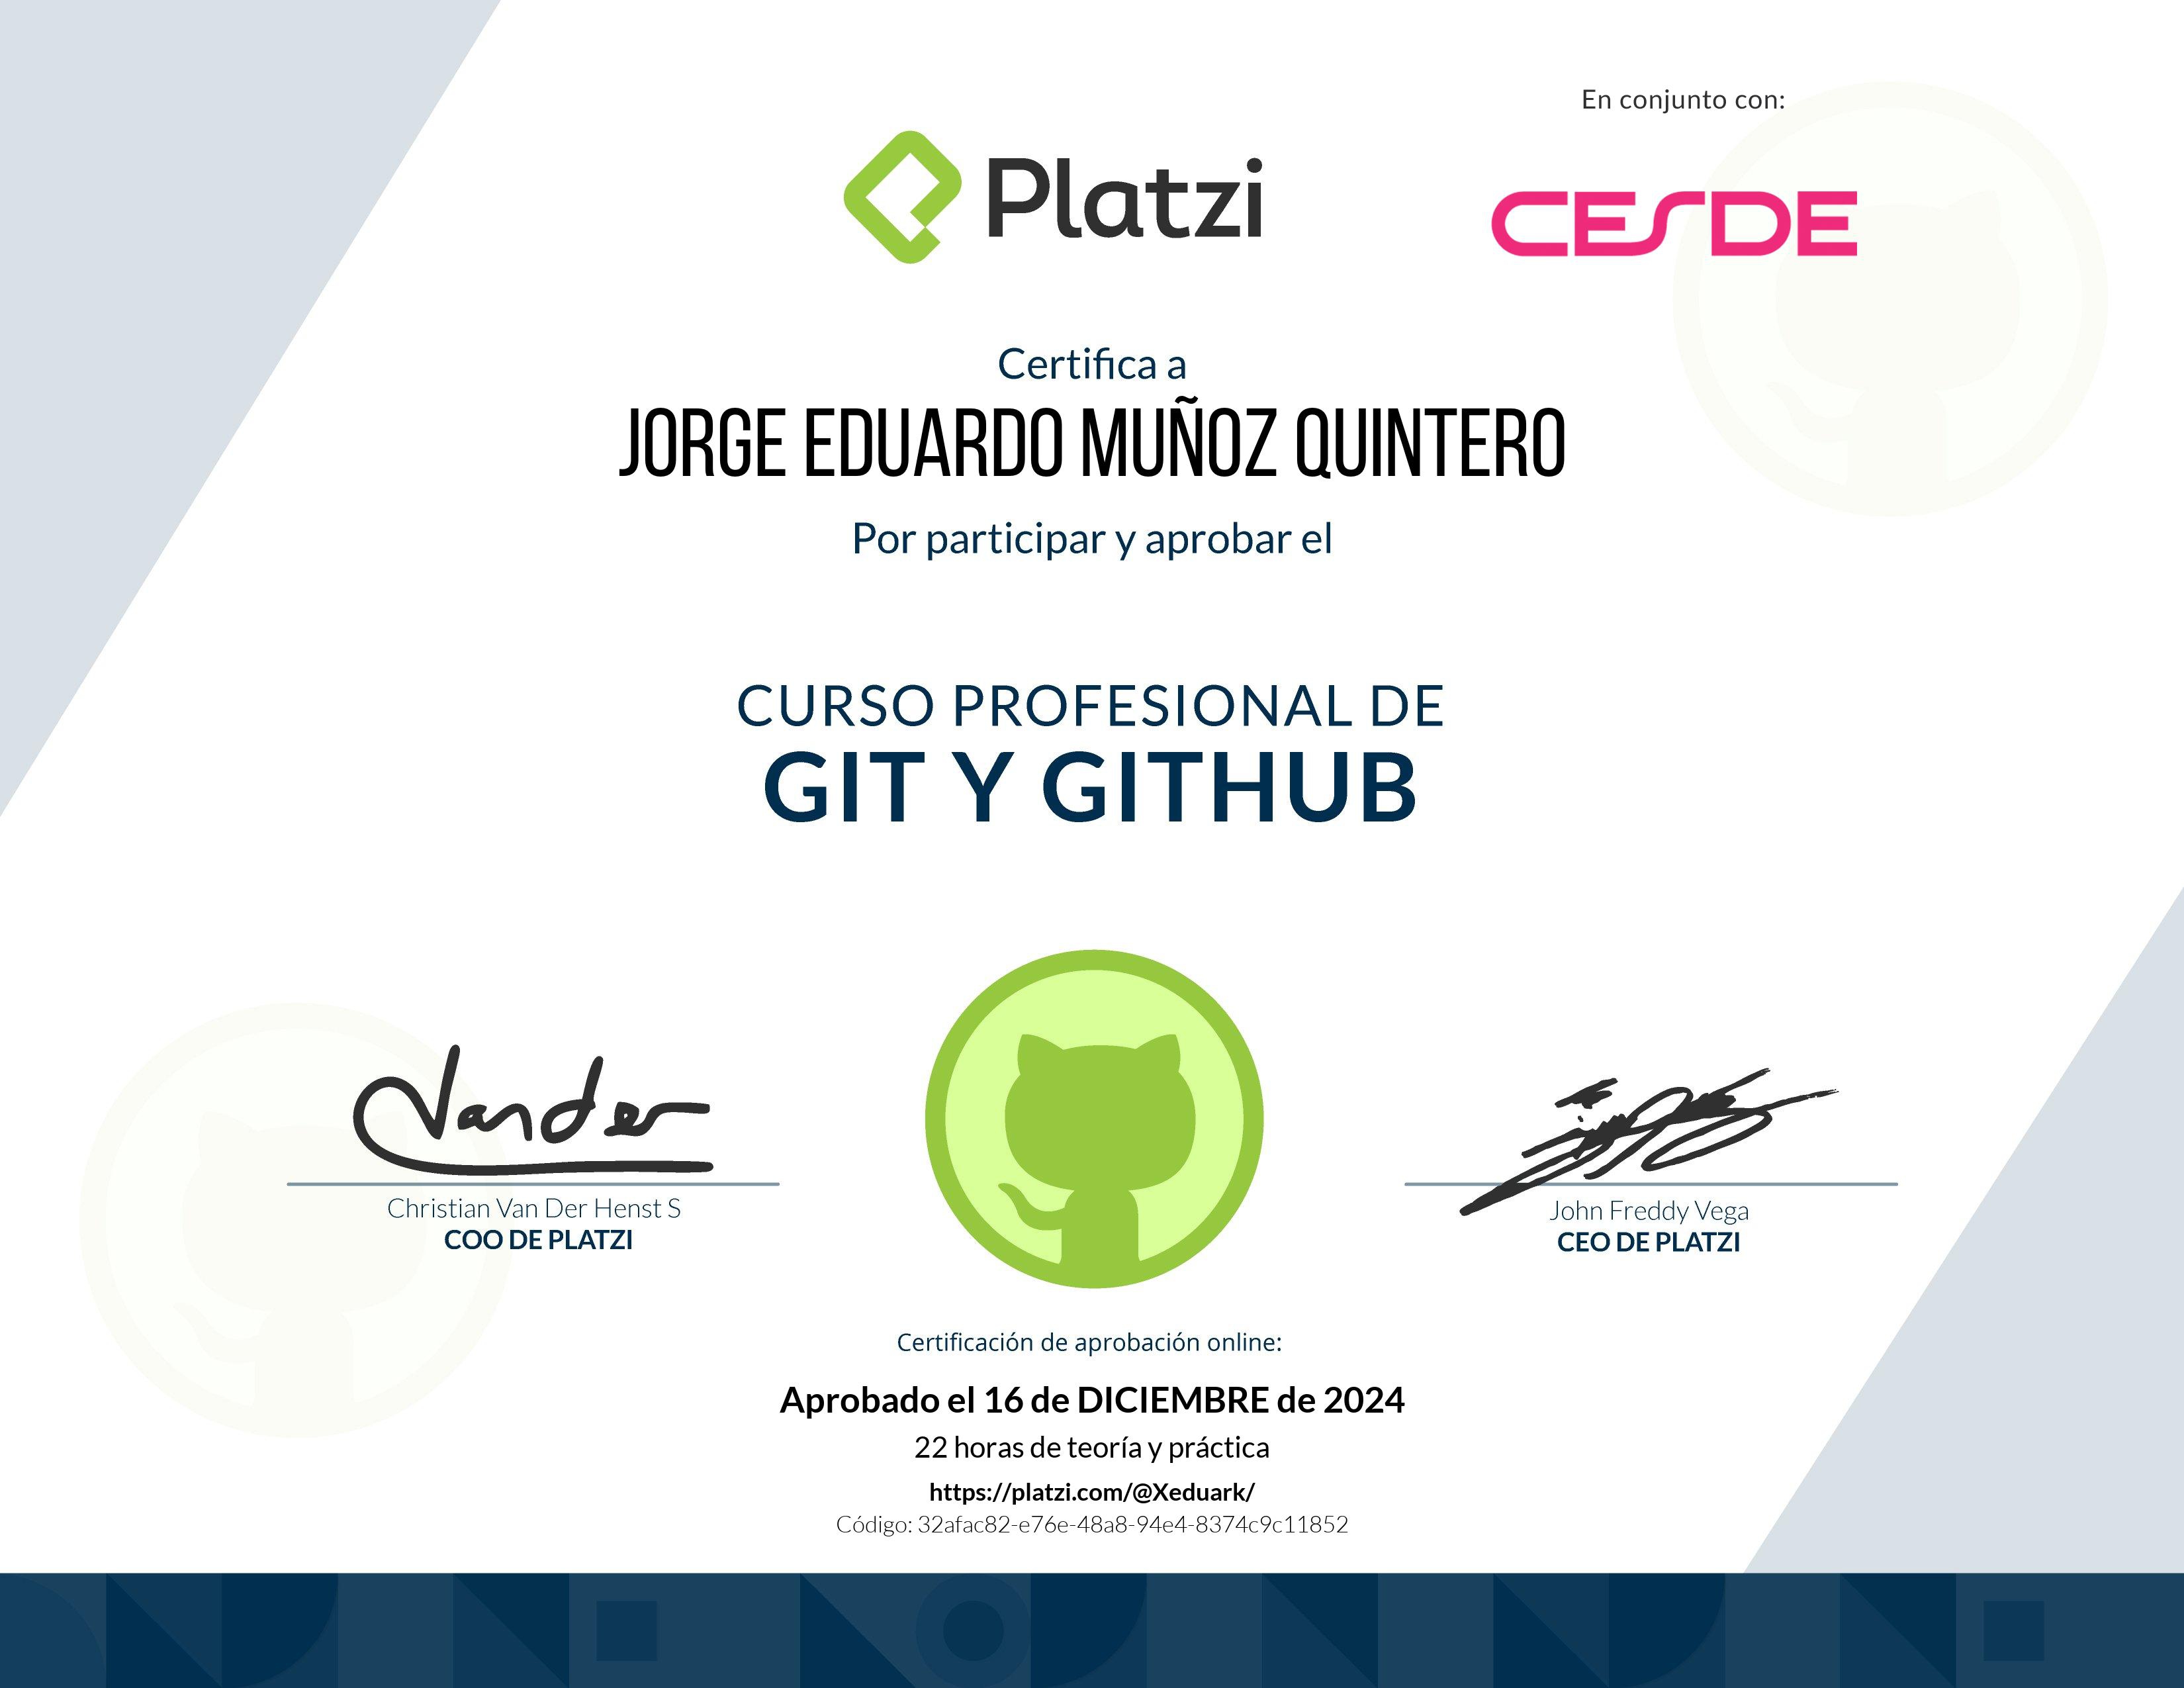 En conjunto con:
Platzi
CESDE
Certifica a
JORGE EDUARDO MUÑOZ QUINTERO
Por participar y aprobar el
CURSO PROFESIONAL DE
GIT Y GITHUB
Vander
Christian Van Der Henst S
COO DE PLATZI
John Freddy Vega
CEO DE PLATZI
Certificación de aprobación online:
Aprobado el 16 de DICIEMBRE de 2024
22 horas de teoría y práctica
https://platzi.com/@Xeduark/
Código: 32afac82-e76e-48a8-94e4-8374c9c11852